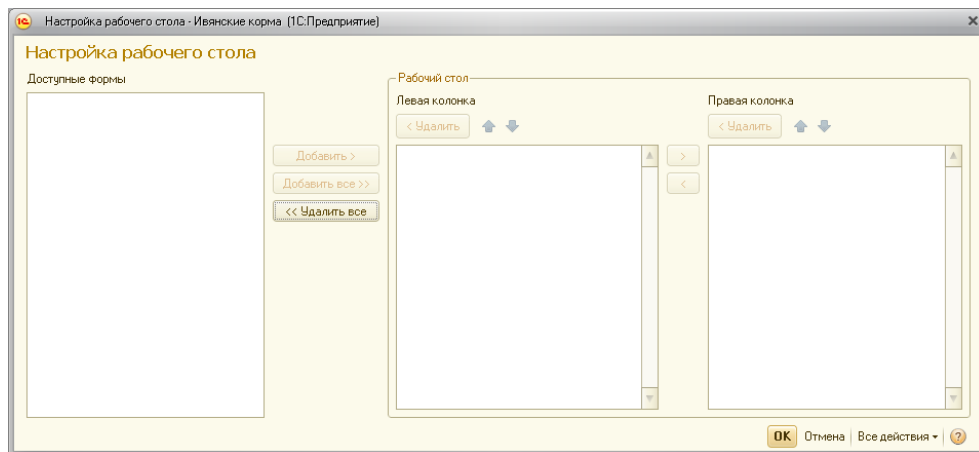 Настройка рабочего стола - Ивянские корма (1С:Предприятие)
Настройка рабочего стола
Доступные формы
Рабочий стол
Левая колонка
Правая колонка
< Удалить
< Удалить
Добавить >
>
Добавить все >>
<
<< Удалить все
OK Отмена Все действия ?